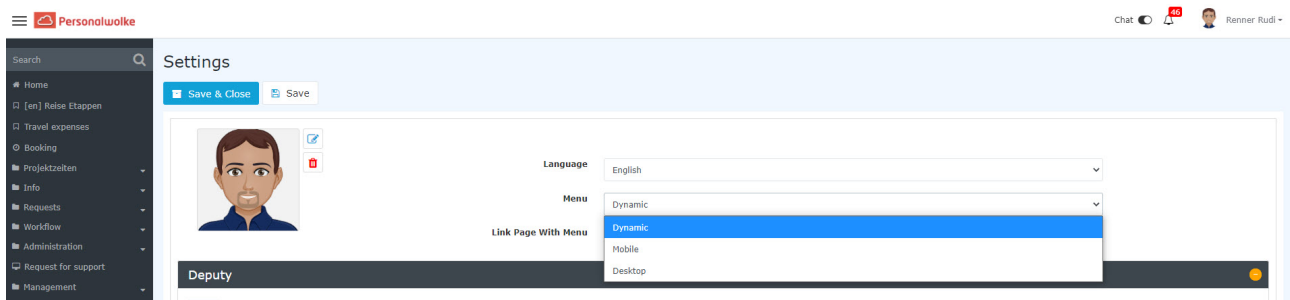 Personalwolke
Chat
46
Renner Rudi
Search
Home
[en] Reise Etappen
Travel expenses
Booking
Projektzeiten
Info
Requests
Workflow
Administration
Request for support
Management
Settings
Save & Close
Save
Language
English
Menu
Dynamic
Link Page With Menu
Dynamic
Mobile
Desktop
Deputy